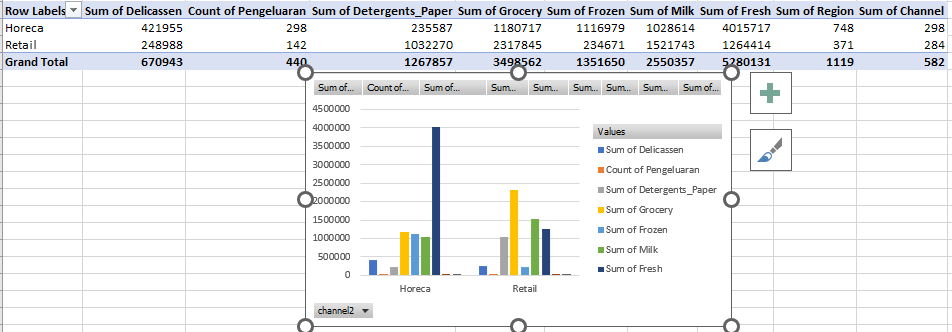 Row Labels Sum of Delicassen Count of Pengeluaran Sum of Detergents_Paper Sum of Grocery Sum of Frozen Sum of Milk Sum of Fresh Sum of Region Sum of Channel
Horeca 421955 298 235587 1180717 1116979 1028614 4015717 748 298
Retail 248988 142 1032270 2317845 234671 1521743 1264414 371 284
Grand Total 670943 440 1267857 3498562 1351650 2550357 5280131 1119 582
Sum of... Count of... Sum of... Sum... Sum... Sum... Sum... Sum... Sum of...
4500000
4000000
3500000
3000000
2500000
2000000
1500000
1000000
500000
0
Horeca Retail
Values
Sum of Delicassen
Count of Pengeluaran
Sum of Detergents_Paper
Sum of Grocery
Sum of Frozen
Sum of Milk
Sum of Fresh
channel2